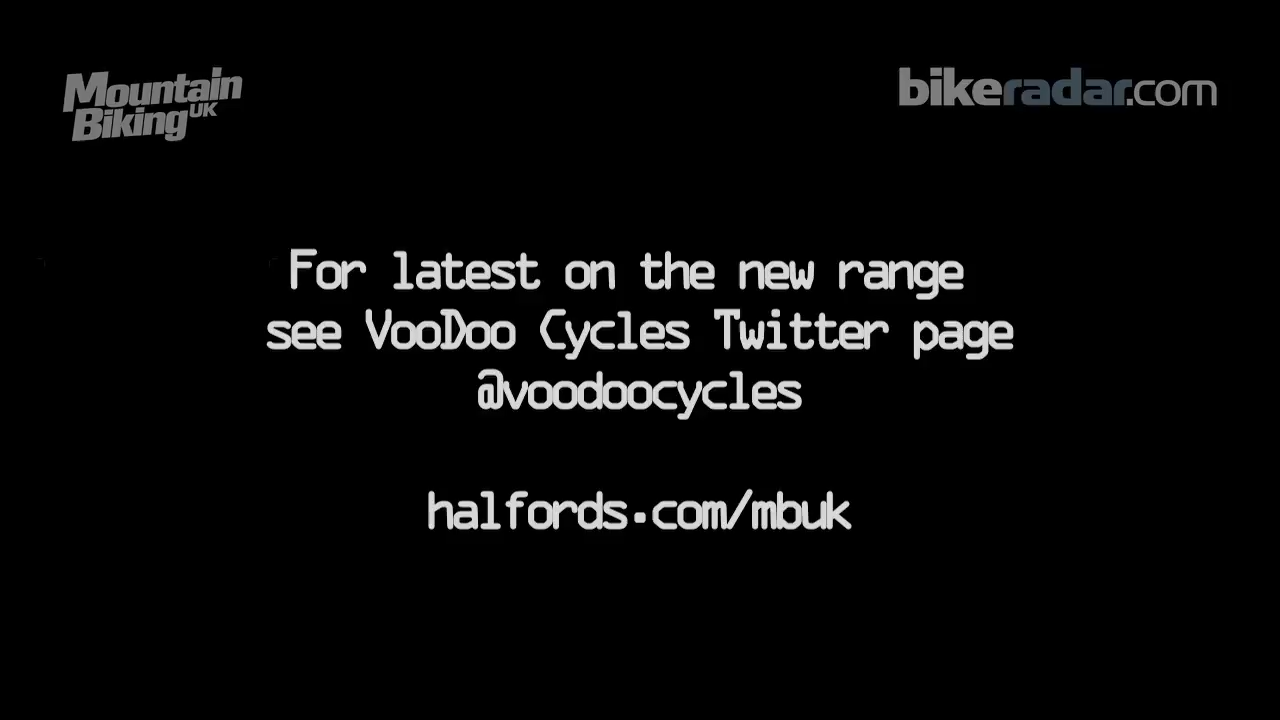 Mountain
Biking UK
bikeradar.com
For latest on the new range
see VooDoo Cycles Twitter page
@voodoocycles
halfords.com/mbuk